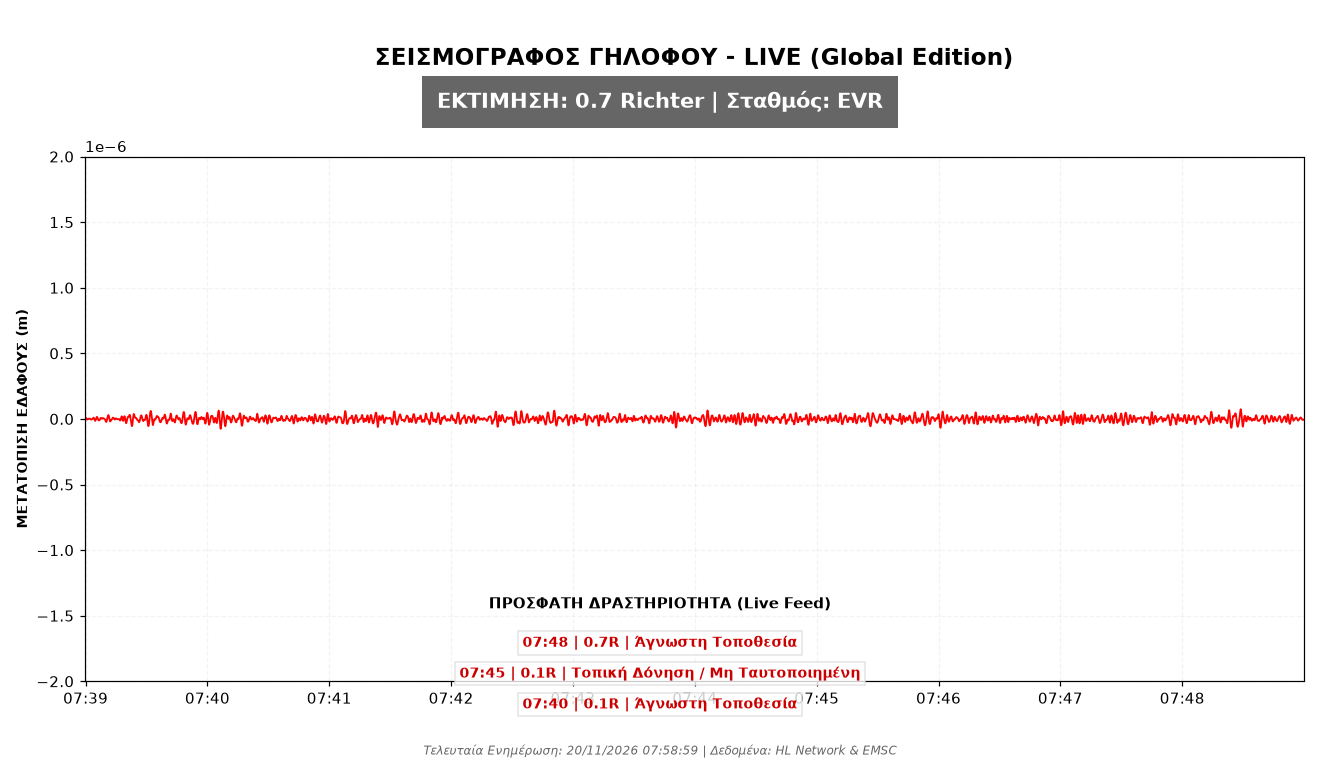 ΣΕΙΣΜΟΓΡΑΦΟΣ ΓΗΛΟΦΟΥ - LIVE (Global Edition)
ΕΚΤΙΜΗΣΗ: 0.7 Richter | Σταθμός: EVR
1e−6
2.0
1.5
1.0
0.5
0.0
−0.5
−1.0
−1.5
−2.0
ΜΕΤΑΤΟΠΙΣΗ ΕΔΑΦΟΥΣ (m)
ΠΡΟΣΦΑΤΗ ΔΡΑΣΤΗΡΙΟΤΗΤΑ (Live Feed)
07:48 | 0.7R | Άγνωστη Τοποθεσία
07:45 | 0.1R | Τοπική Δόνηση / Μη Ταυτοποιημένη
07:40 | 0.1R | Άγνωστη Τοποθεσία
07:39 07:40 07:41 07:42 07:43 07:44 07:45 07:46 07:47 07:48
Τελευταία Ενημέρωση: 20/11/2026 07:58:59 | Δεδομένα: HL Network & EMSC